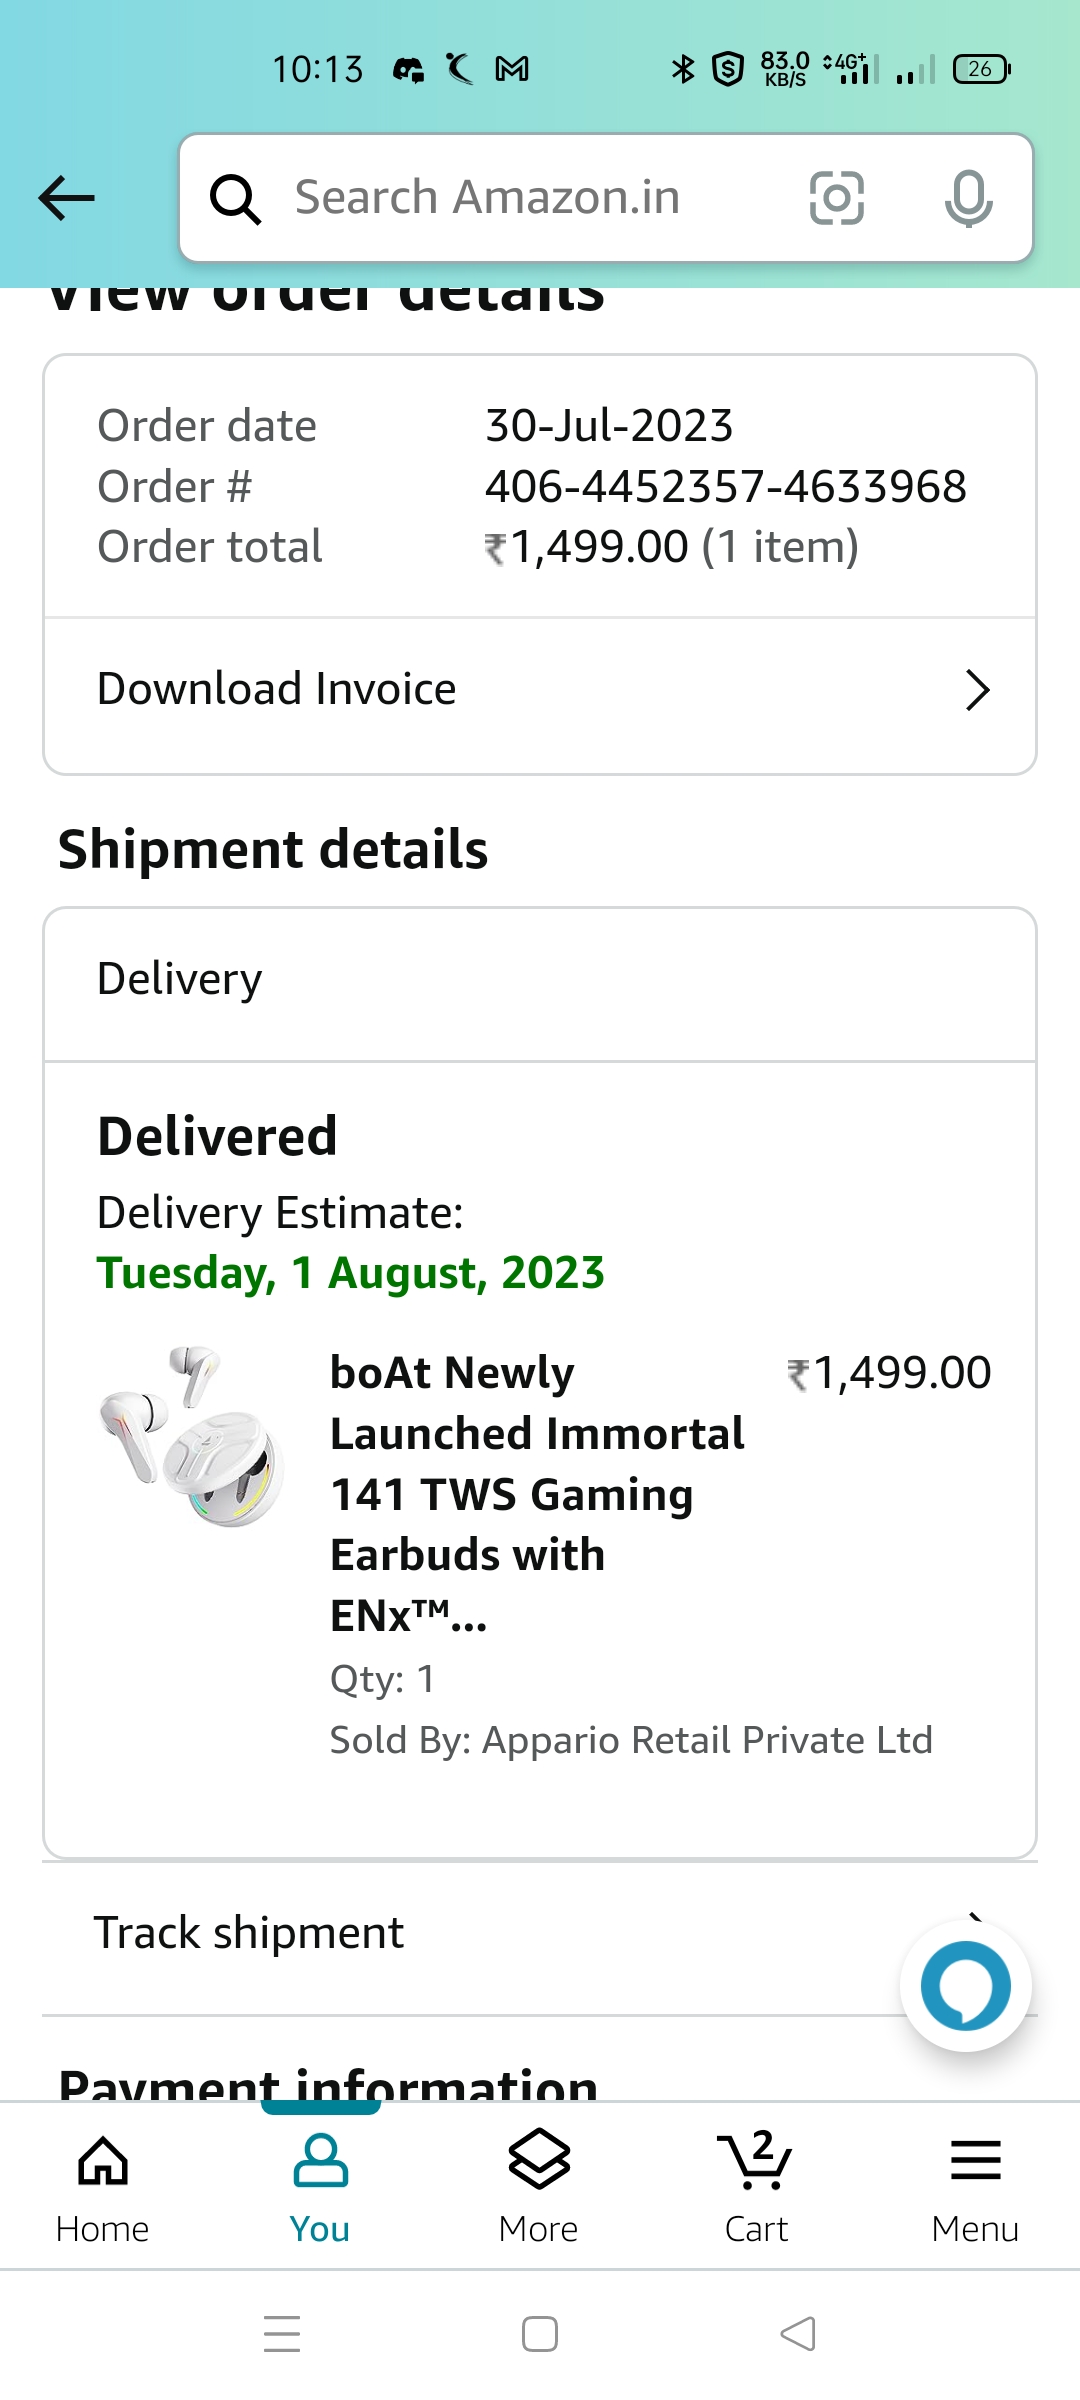 10:13 83.0 KB/S 4G+ 26
Search Amazon.in
View order details
Order date 30-Jul-2023
Order # 406-4452357-4633968
Order total ₹1,499.00 (1 item)
Download Invoice
Shipment details
Delivery
Delivered
Delivery Estimate:
Tuesday, 1 August, 2023
boAt Newly ₹1,499.00
Launched Immortal
141 TWS Gaming
Earbuds with
ENx™...
Qty: 1
Sold By: Appario Retail Private Ltd
Track shipment
Payment information
2
Home You More Cart Menu